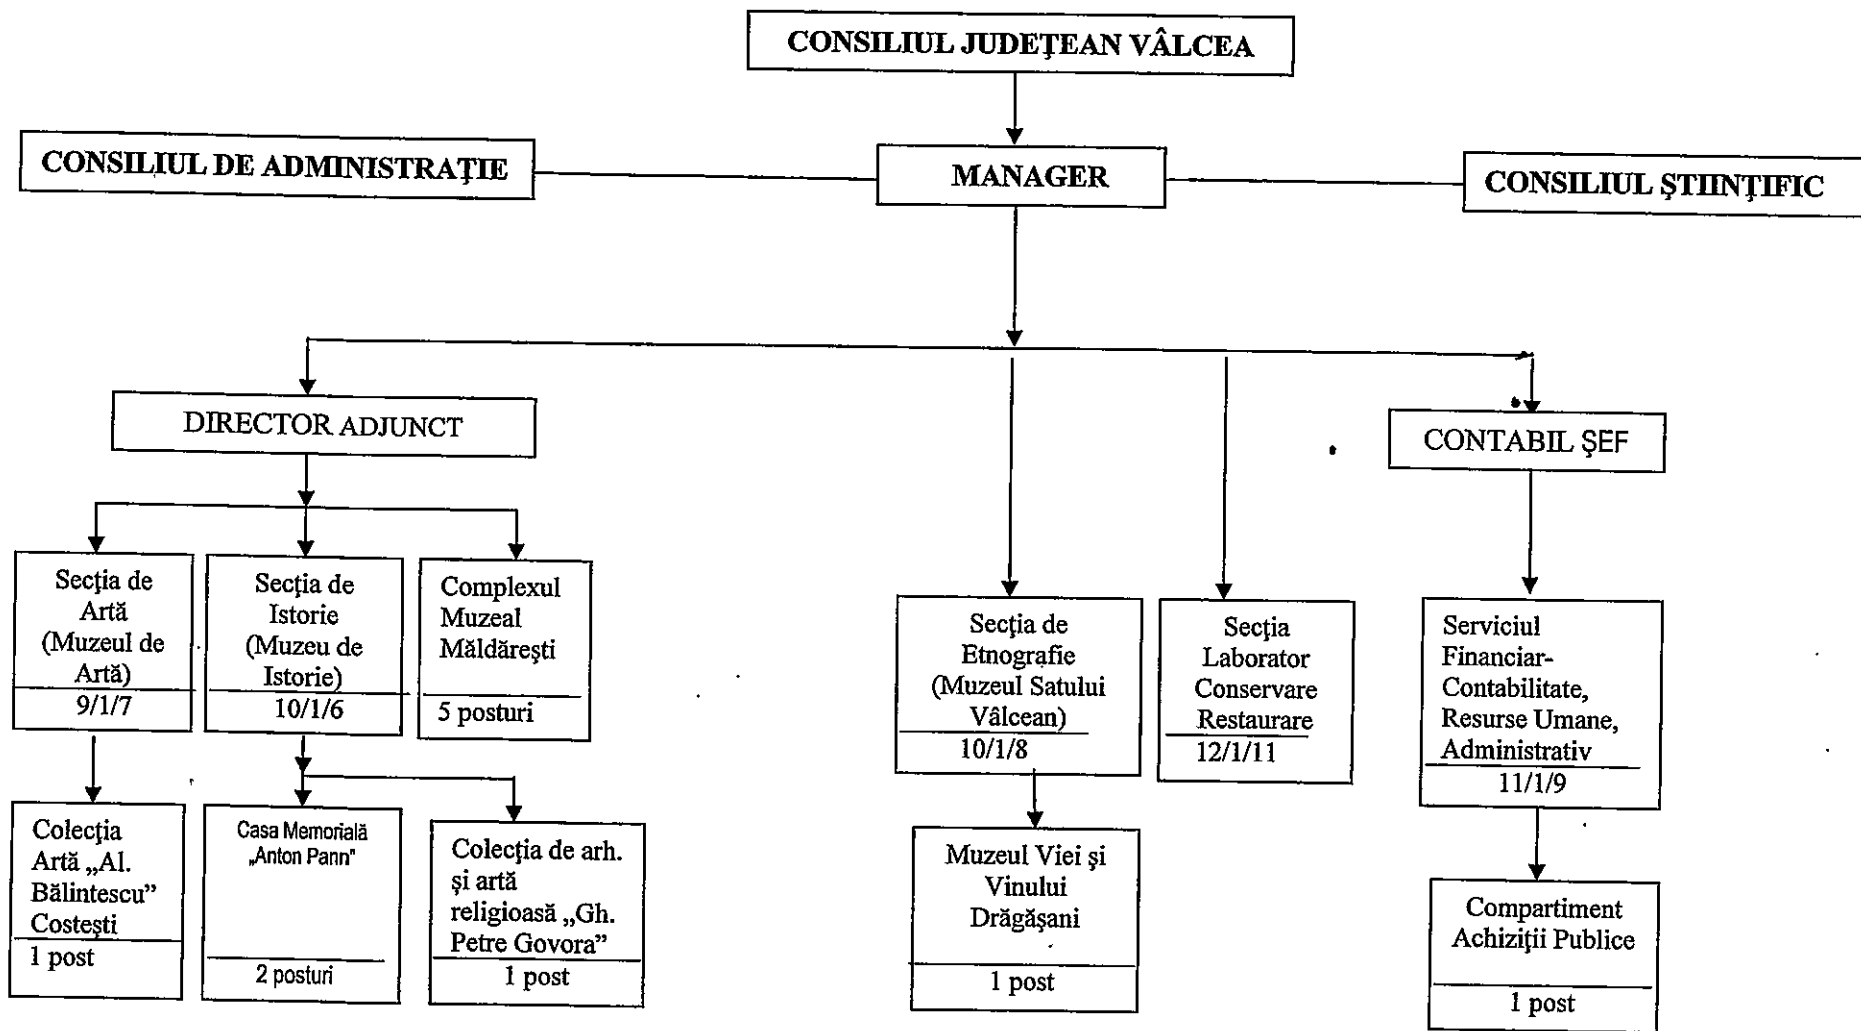 CONSILIUL JUDEŢEAN VÂLCEA
CONSILIUL DE ADMINISTRAŢIE
MANAGER
CONSILIUL ŞTIINŢIFIC
DIRECTOR ADJUNCT
CONTABIL ŞEF
Secţia de
Artă
(Muzeul de
Artă)
9/1/7
Secţia de
Istorie
(Muzeu de
Istorie)
10/1/6
Complexul
Muzeal
Măldăreşti
5 posturi
Secţia de
Etnografie
(Muzeul Satului
Vâlcean)
10/1/8
Secţia
Laborator
Conservare
Restaurare
12/1/11
Serviciul
Financiar-
Contabilitate,
Resurse Umane,
Administrativ
11/1/9
Colecţia
Artă „Al.
Bălintescu”
Costeşti
1 post
Casa Memorială
„Anton Pann"
2 posturi
Colecţia de arh.
şi artă
religioasă „Gh.
Petre Govora”
1 post
Muzeul Viei şi
Vinului
Drăgăşani
1 post
Compartiment
Achiziţii Publice
1 post